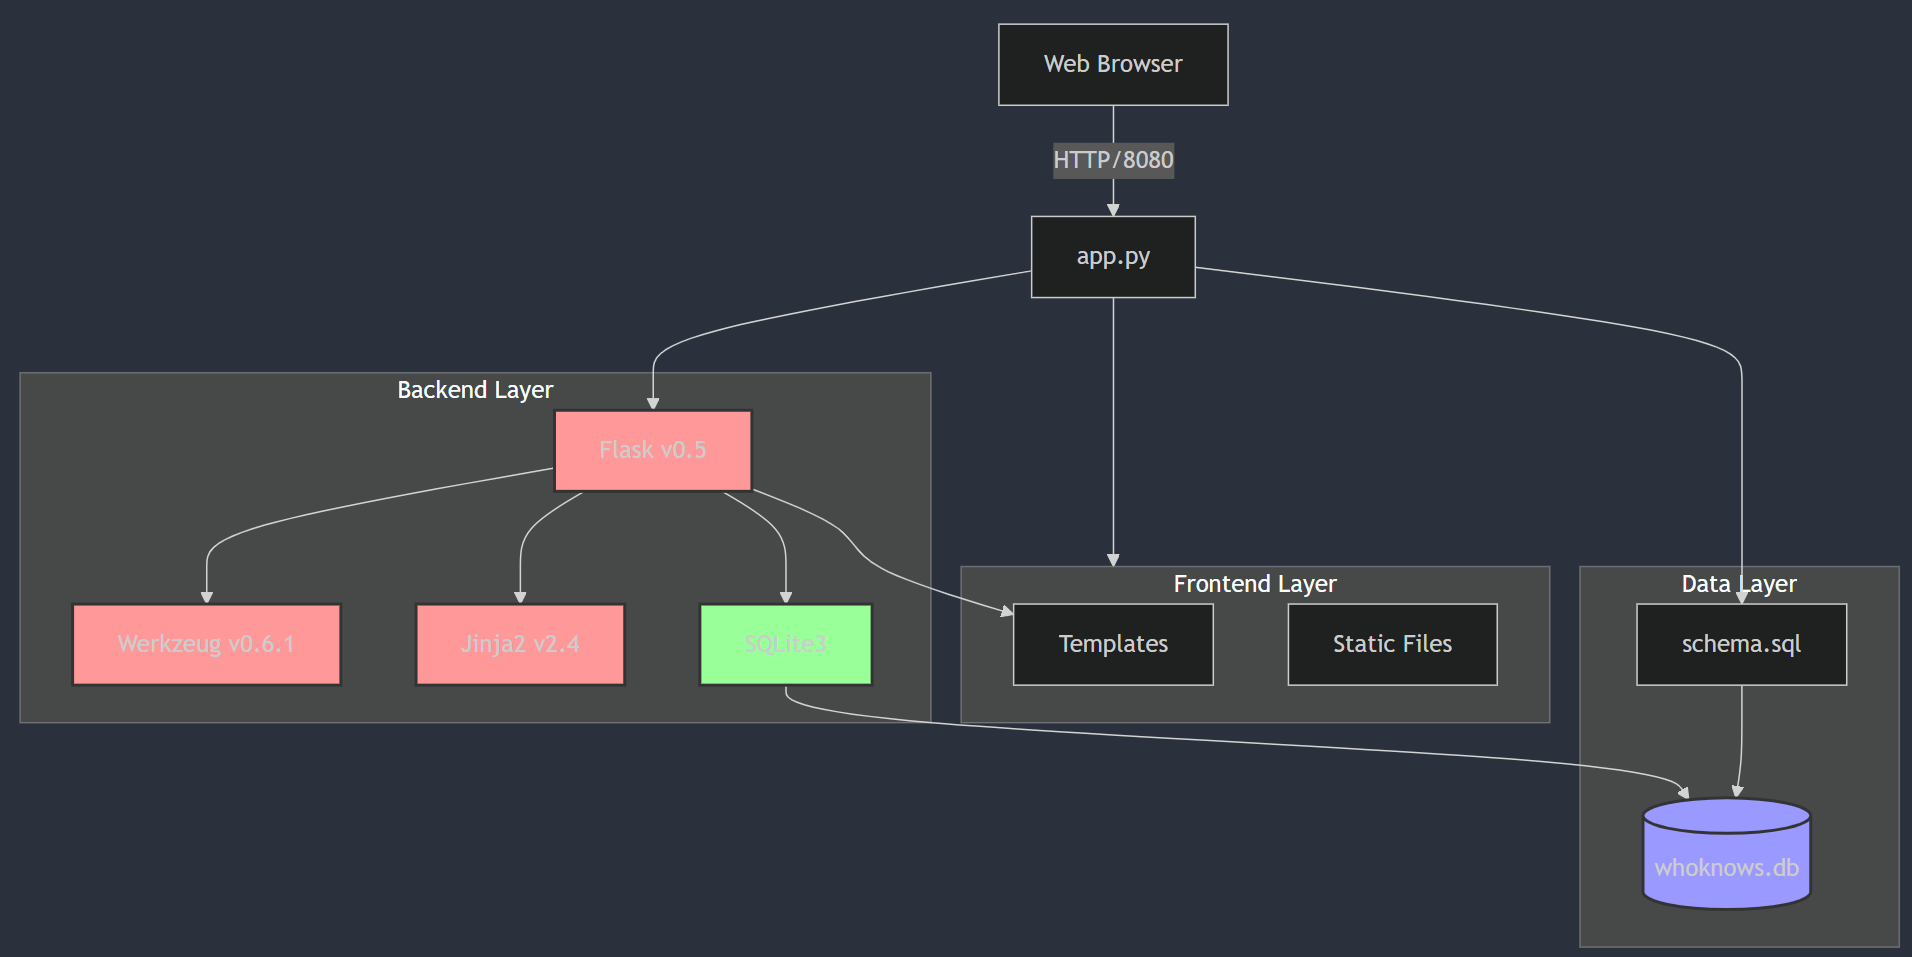 Web Browser
HTTP/8080
app.py
Backend Layer
Flask v0.5
Werkzeug v0.6.1
Jinja2 v2.4
SQLite3
Frontend Layer
Templates
Static Files
Data Layer
schema.sql
whoknows.db